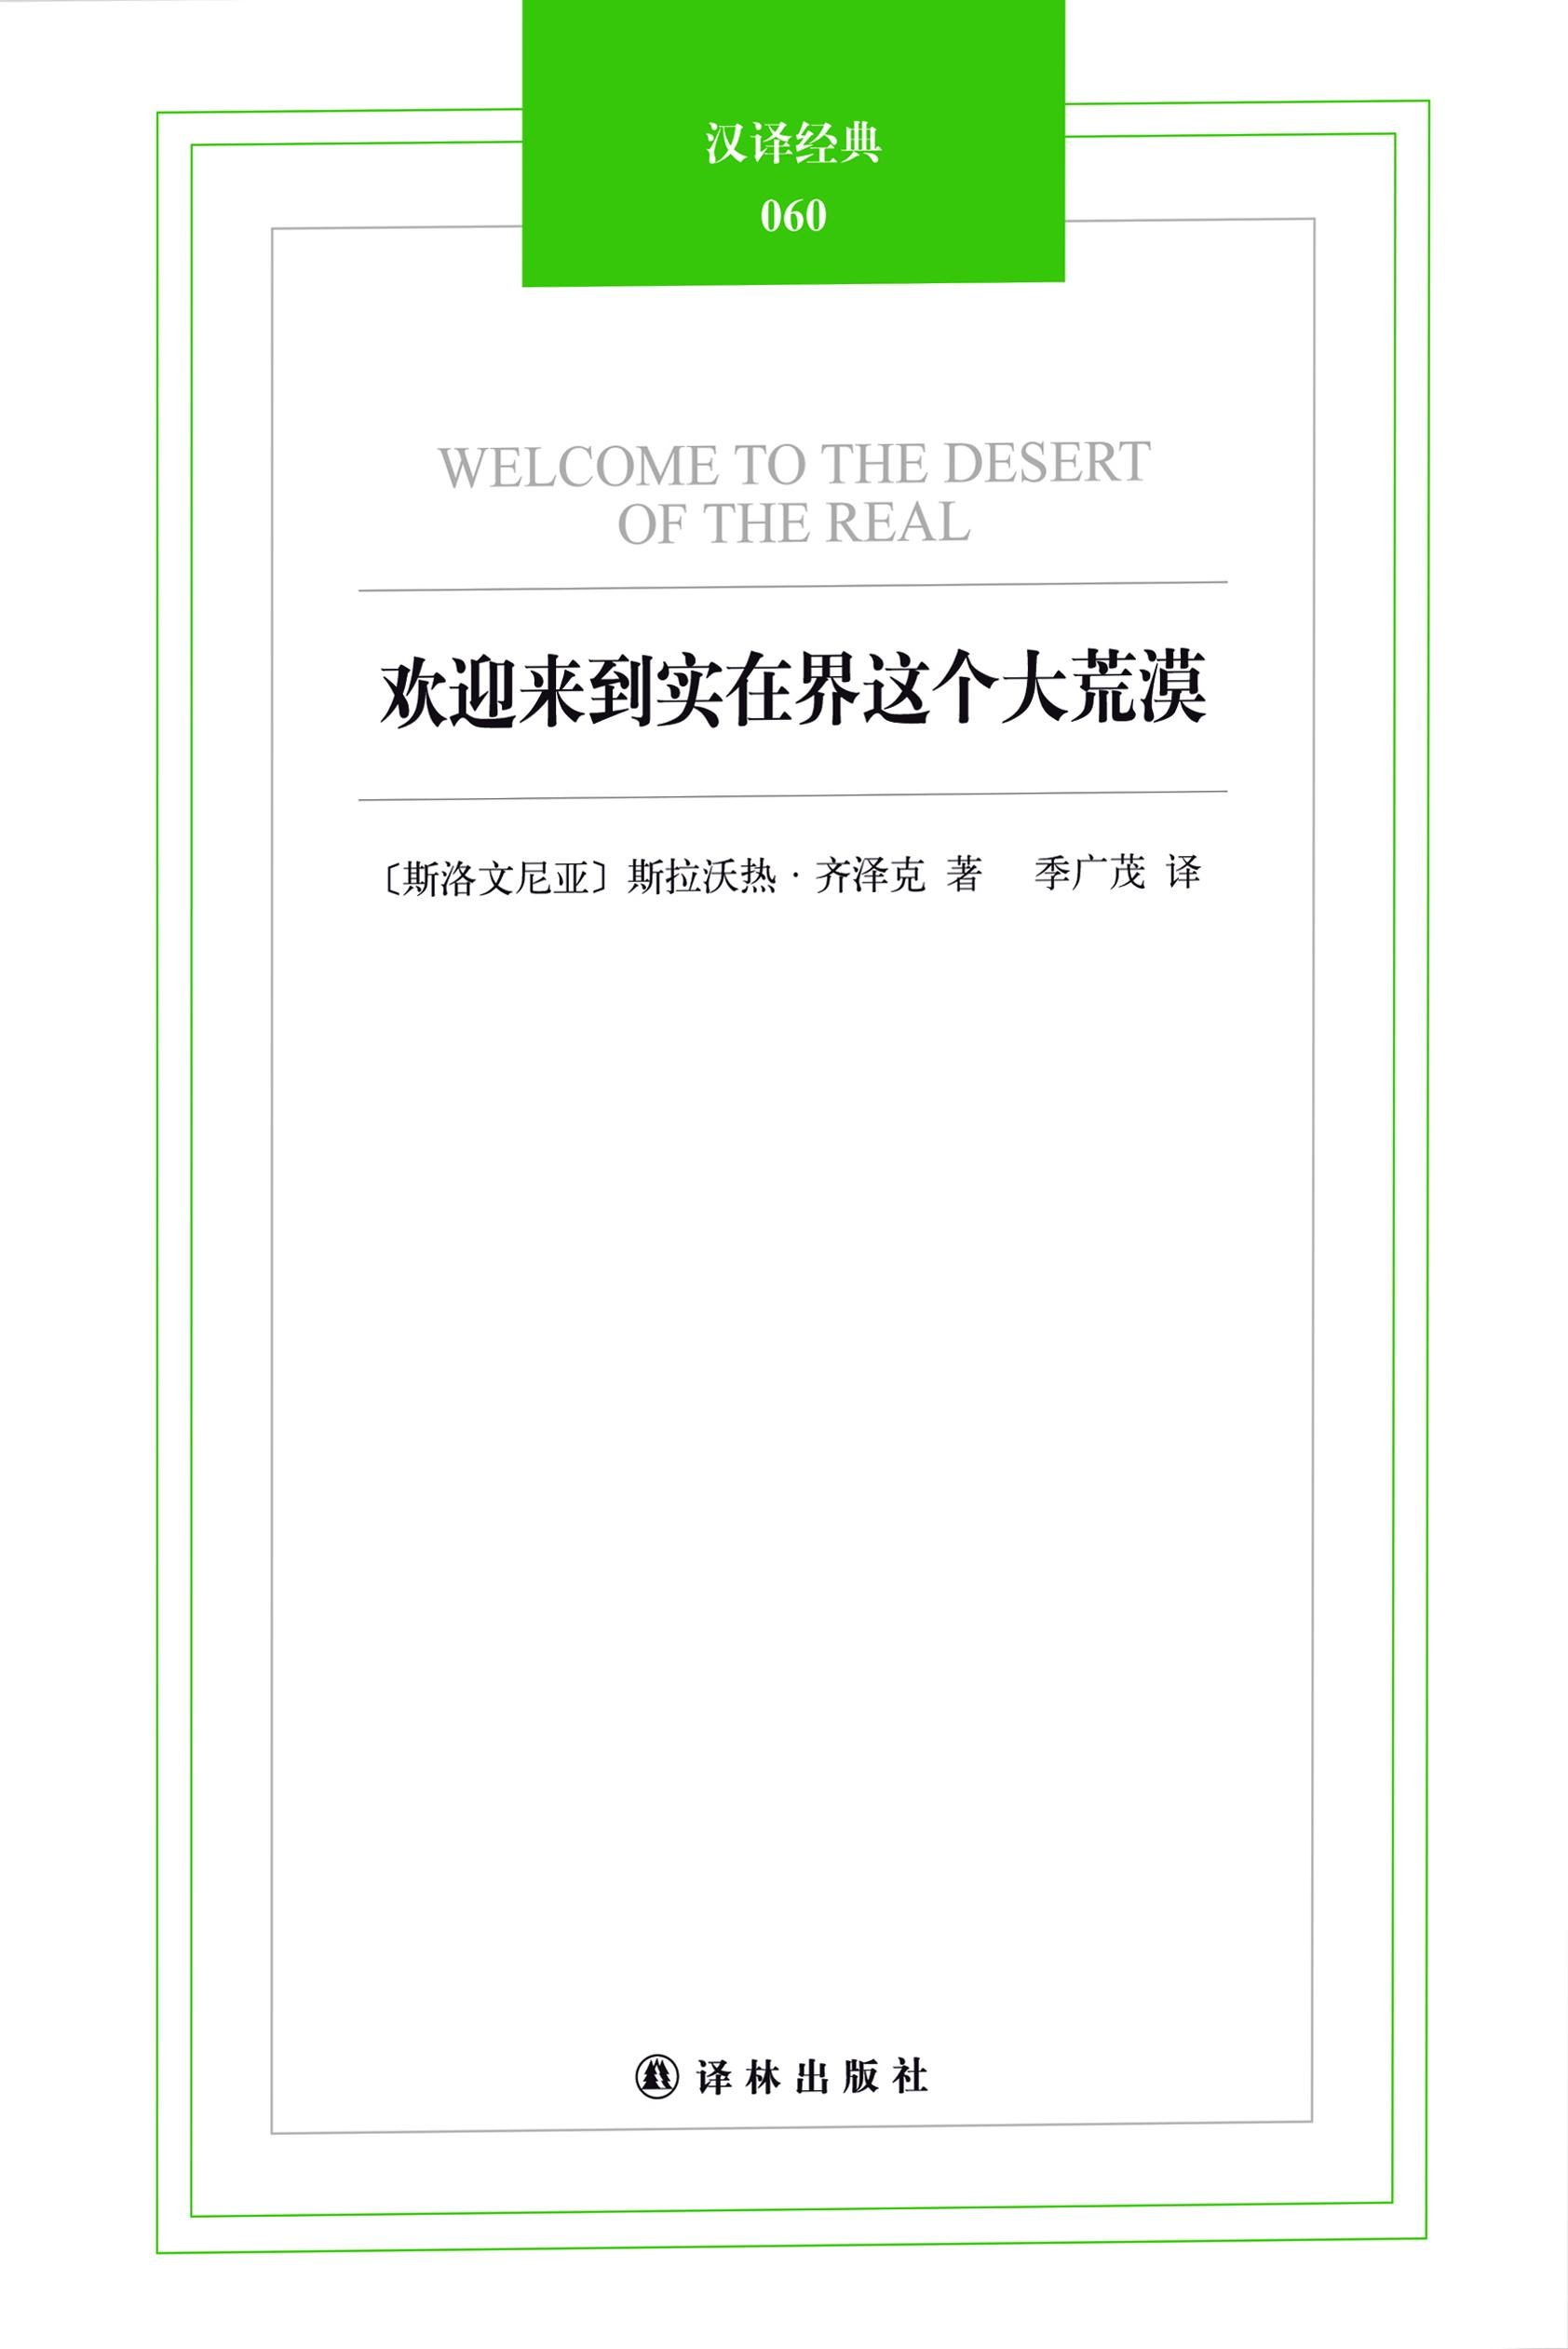 汉译经典
060
WELCOME TO THE DESERT
OF THE REAL
欢迎来到实在界这个大荒漠
〔斯洛文尼亚〕斯拉沃热·齐泽克 著 季广茂 译
译林出版社